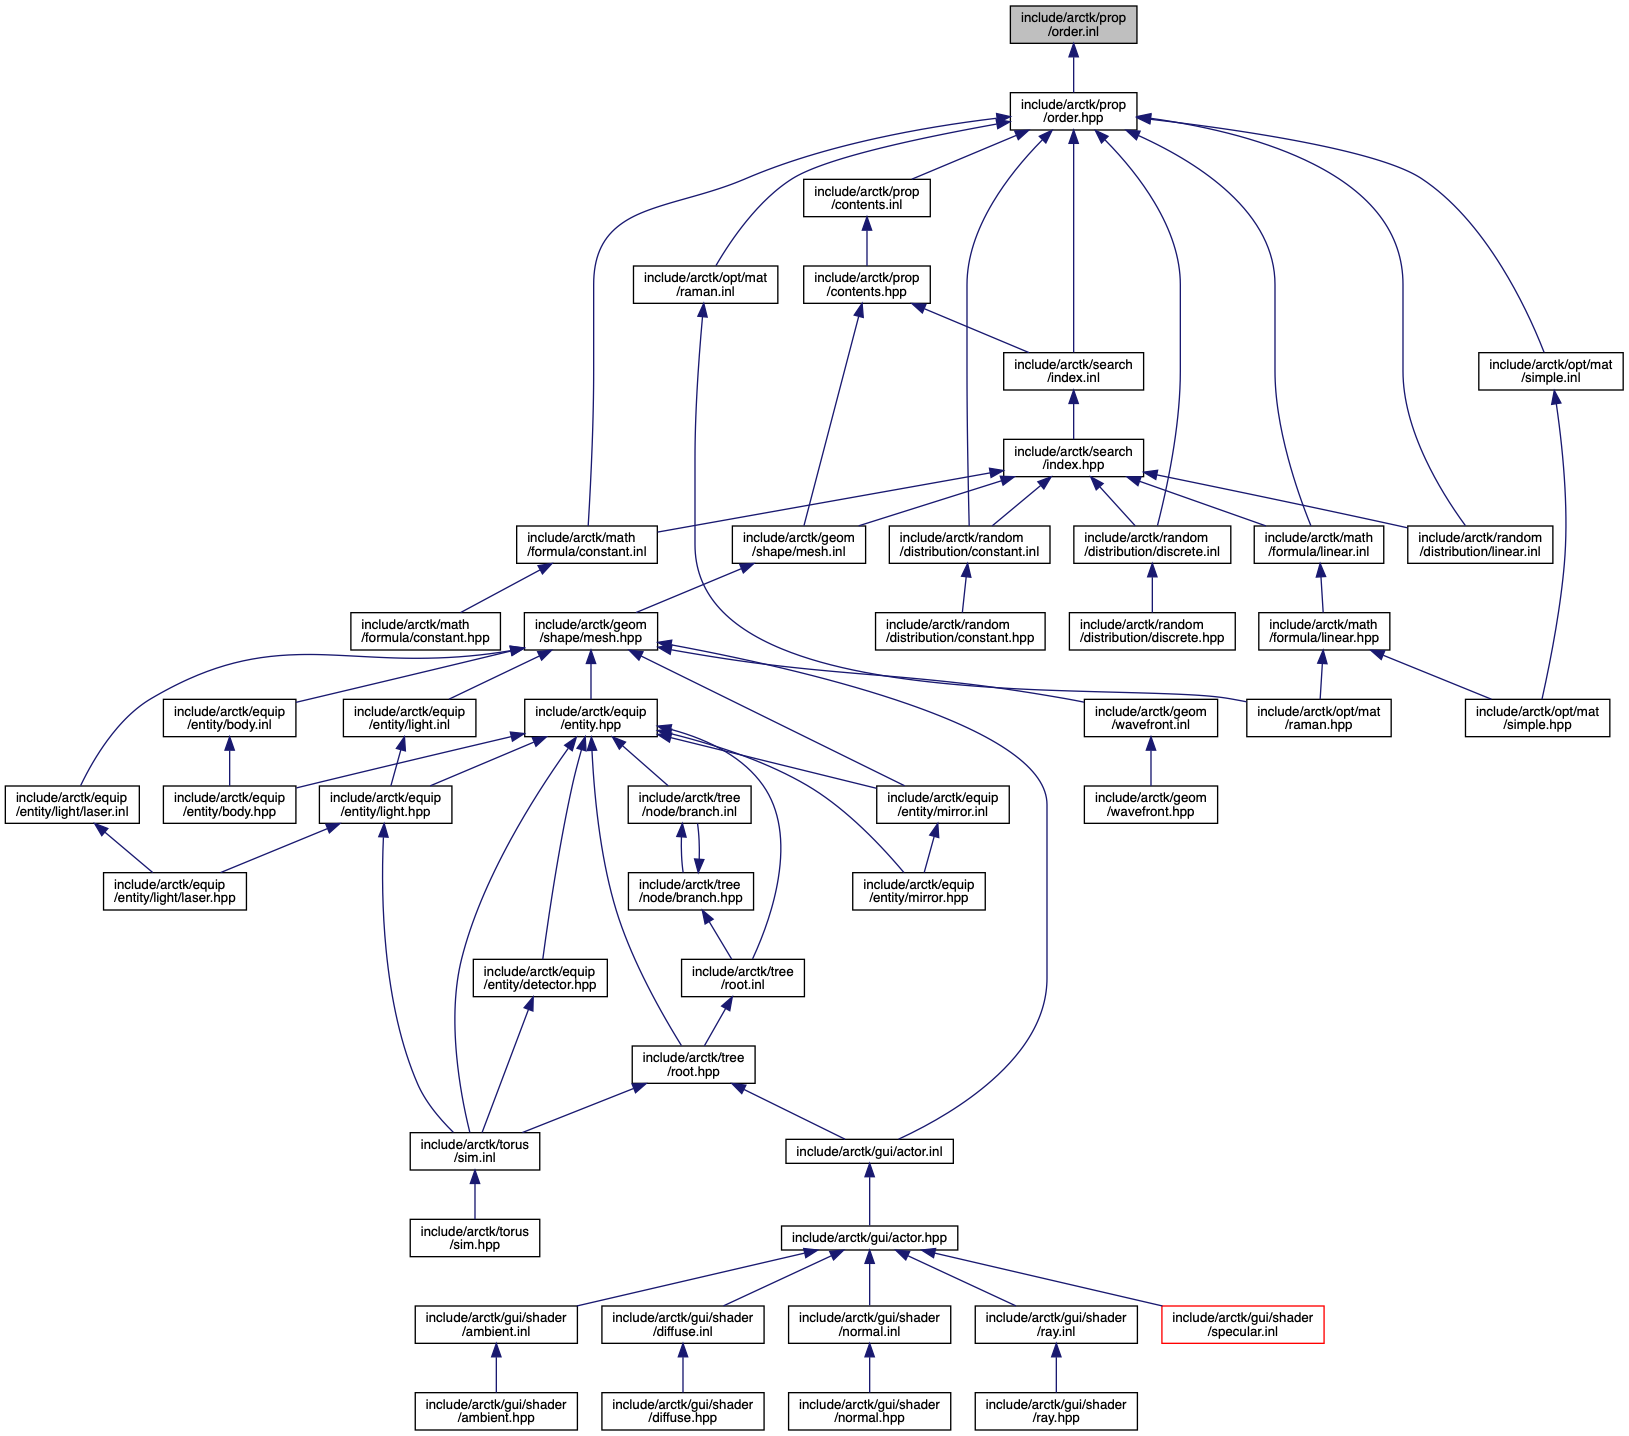 include/arctk/prop
/order.inl
include/arctk/prop
/order.hpp
include/arctk/prop
/contents.inl
include/arctk/opt/mat
/raman.inl
include/arctk/prop
/contents.hpp
include/arctk/search
/index.inl
include/arctk/opt/mat
/simple.inl
include/arctk/search
/index.hpp
include/arctk/math
/formula/constant.inl
include/arctk/geom
/shape/mesh.inl
include/arctk/random
/distribution/constant.inl
include/arctk/random
/distribution/discrete.inl
include/arctk/math
/formula/linear.inl
include/arctk/random
/distribution/linear.inl
include/arctk/math
/formula/constant.hpp
include/arctk/geom
/shape/mesh.hpp
include/arctk/random
/distribution/constant.hpp
include/arctk/random
/distribution/discrete.hpp
include/arctk/math
/formula/linear.hpp
include/arctk/equip
/entity/body.inl
include/arctk/equip
/entity/light.inl
include/arctk/equip
/entity.hpp
include/arctk/geom
/wavefront.inl
include/arctk/opt/mat
/raman.hpp
include/arctk/opt/mat
/simple.hpp
include/arctk/equip
/entity/light/laser.inl
include/arctk/equip
/entity/body.hpp
include/arctk/equip
/entity/light.hpp
include/arctk/tree
/node/branch.inl
include/arctk/equip
/entity/mirror.inl
include/arctk/geom
/wavefront.hpp
include/arctk/equip
/entity/light/laser.hpp
include/arctk/tree
/node/branch.hpp
include/arctk/equip
/entity/mirror.hpp
include/arctk/equip
/entity/detector.hpp
include/arctk/tree
/root.inl
include/arctk/tree
/root.hpp
include/arctk/torus
/sim.inl
include/arctk/gui/actor.inl
include/arctk/torus
/sim.hpp
include/arctk/gui/actor.hpp
include/arctk/gui/shader
/ambient.inl
include/arctk/gui/shader
/diffuse.inl
include/arctk/gui/shader
/normal.inl
include/arctk/gui/shader
/ray.inl
include/arctk/gui/shader
/specular.inl
include/arctk/gui/shader
/ambient.hpp
include/arctk/gui/shader
/diffuse.hpp
include/arctk/gui/shader
/normal.hpp
include/arctk/gui/shader
/ray.hpp